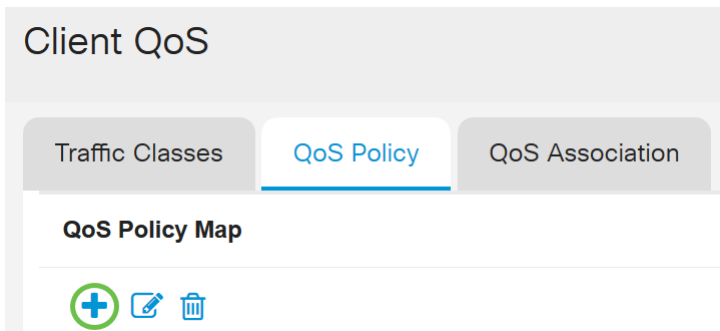 Client QoS
Traffic Classes QoS Policy QoS Association
QoS Policy Map